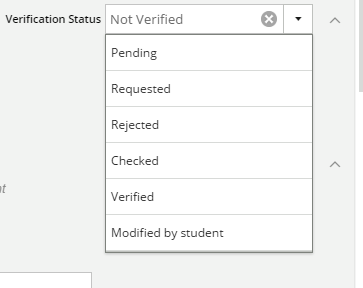 Verification Status Not Verified
Pending
Requested
Rejected
Checked
Verified
Modified by student